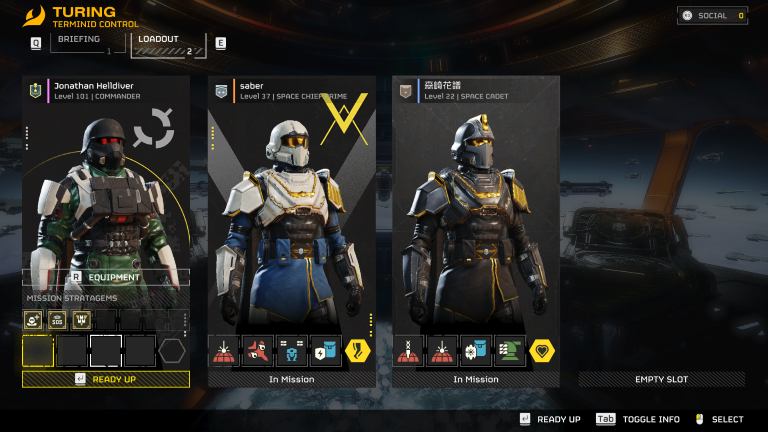 TURING
TERMINID CONTROL
SOCIAL 0
Q
BRIEFING
1
LOADOUT
2
E
Jonathan Helldiver
Level 101 | COMMANDER
saber
Level 37 | SPACE CHIEF PRIME
Level 22 | SPACE CADET
R EQUIPMENT
MISSION STRATAGEMS
SOS
READY UP
In Mission
In Mission
EMPTY SLOT
READY UP
Tab TOGGLE INFO
SELECT